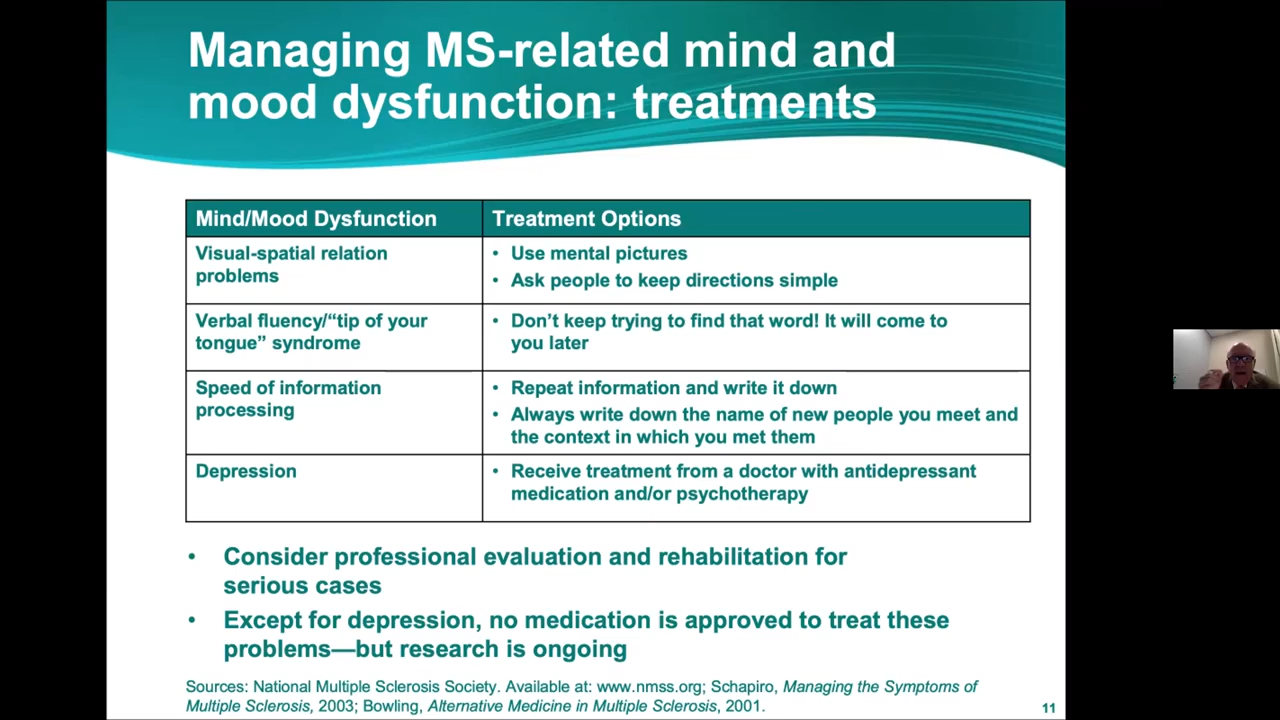 Managing MS-related mind and
mood dysfunction: treatments
Mind/Mood Dysfunction
Treatment Options
Visual-spatial relation
problems
• Use mental pictures
• Ask people to keep directions simple
Verbal fluency/“tip of your
tongue” syndrome
• Don’t keep trying to find that word! It will come to
you later
Speed of information
processing
• Repeat information and write it down
• Always write down the name of new people you meet and
the context in which you met them
Depression
• Receive treatment from a doctor with antidepressant
medication and/or psychotherapy
• Consider professional evaluation and rehabilitation for
serious cases
• Except for depression, no medication is approved to treat these
problems—but research is ongoing
Sources: National Multiple Sclerosis Society. Available at: www.nmss.org; Schapiro, Managing the Symptoms of
Multiple Sclerosis, 2003; Bowling, Alternative Medicine in Multiple Sclerosis, 2001.
11